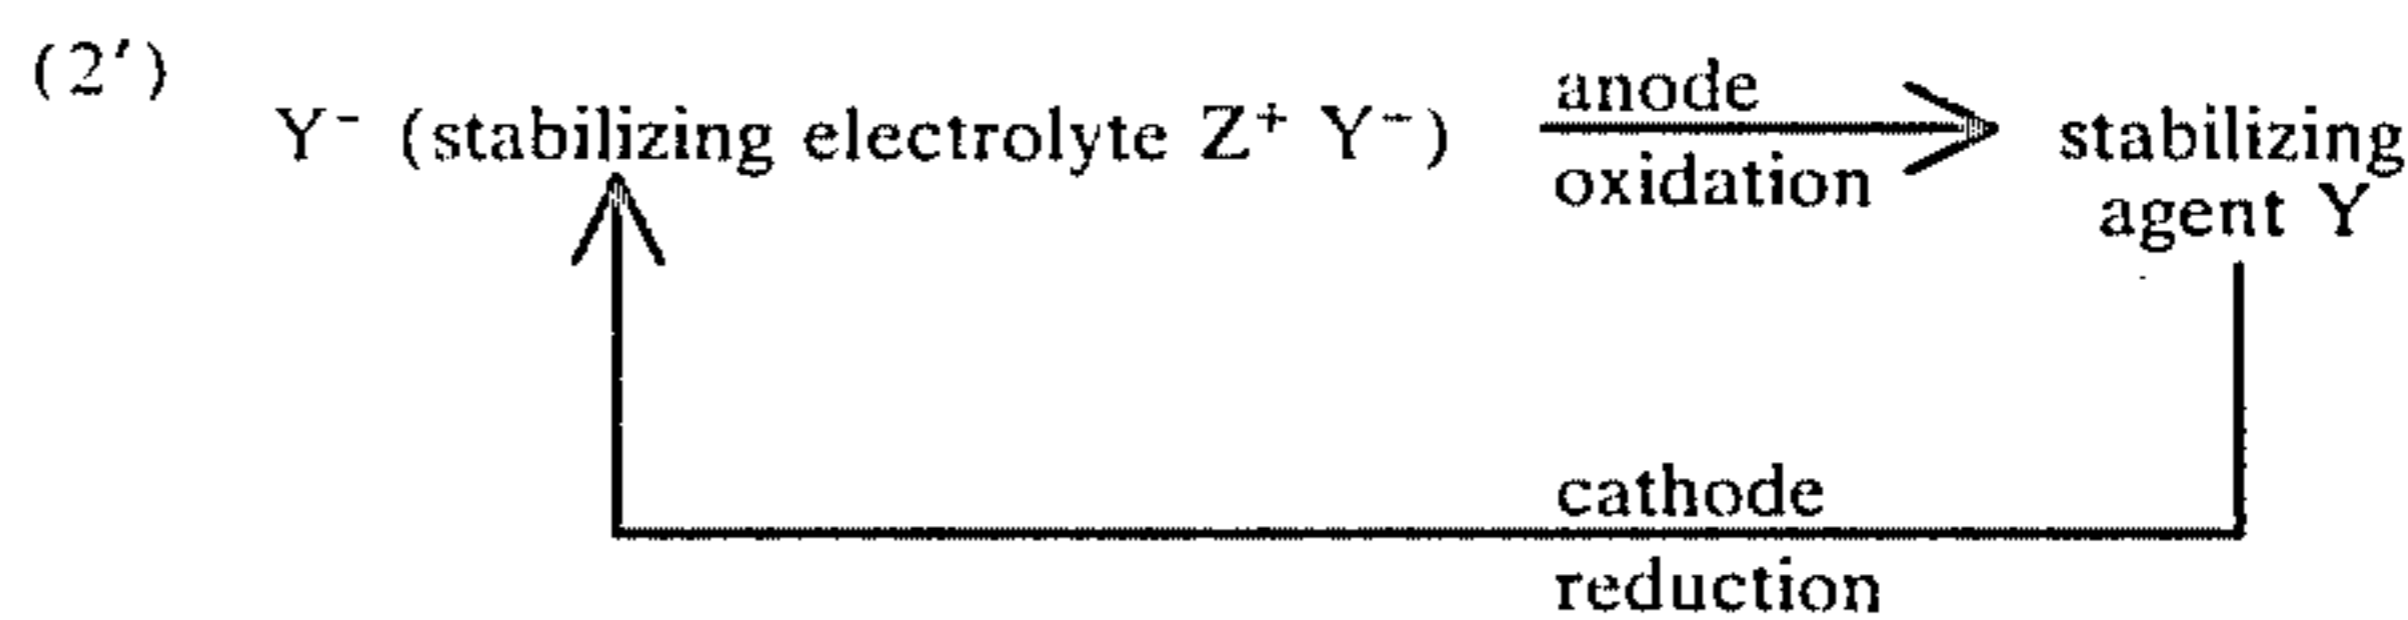 (2′)
Y⁻ (stabilizing electrolyte Z⁺ Y⁻)
anode
oxidation
stabilizing
agent Y
cathode
reduction